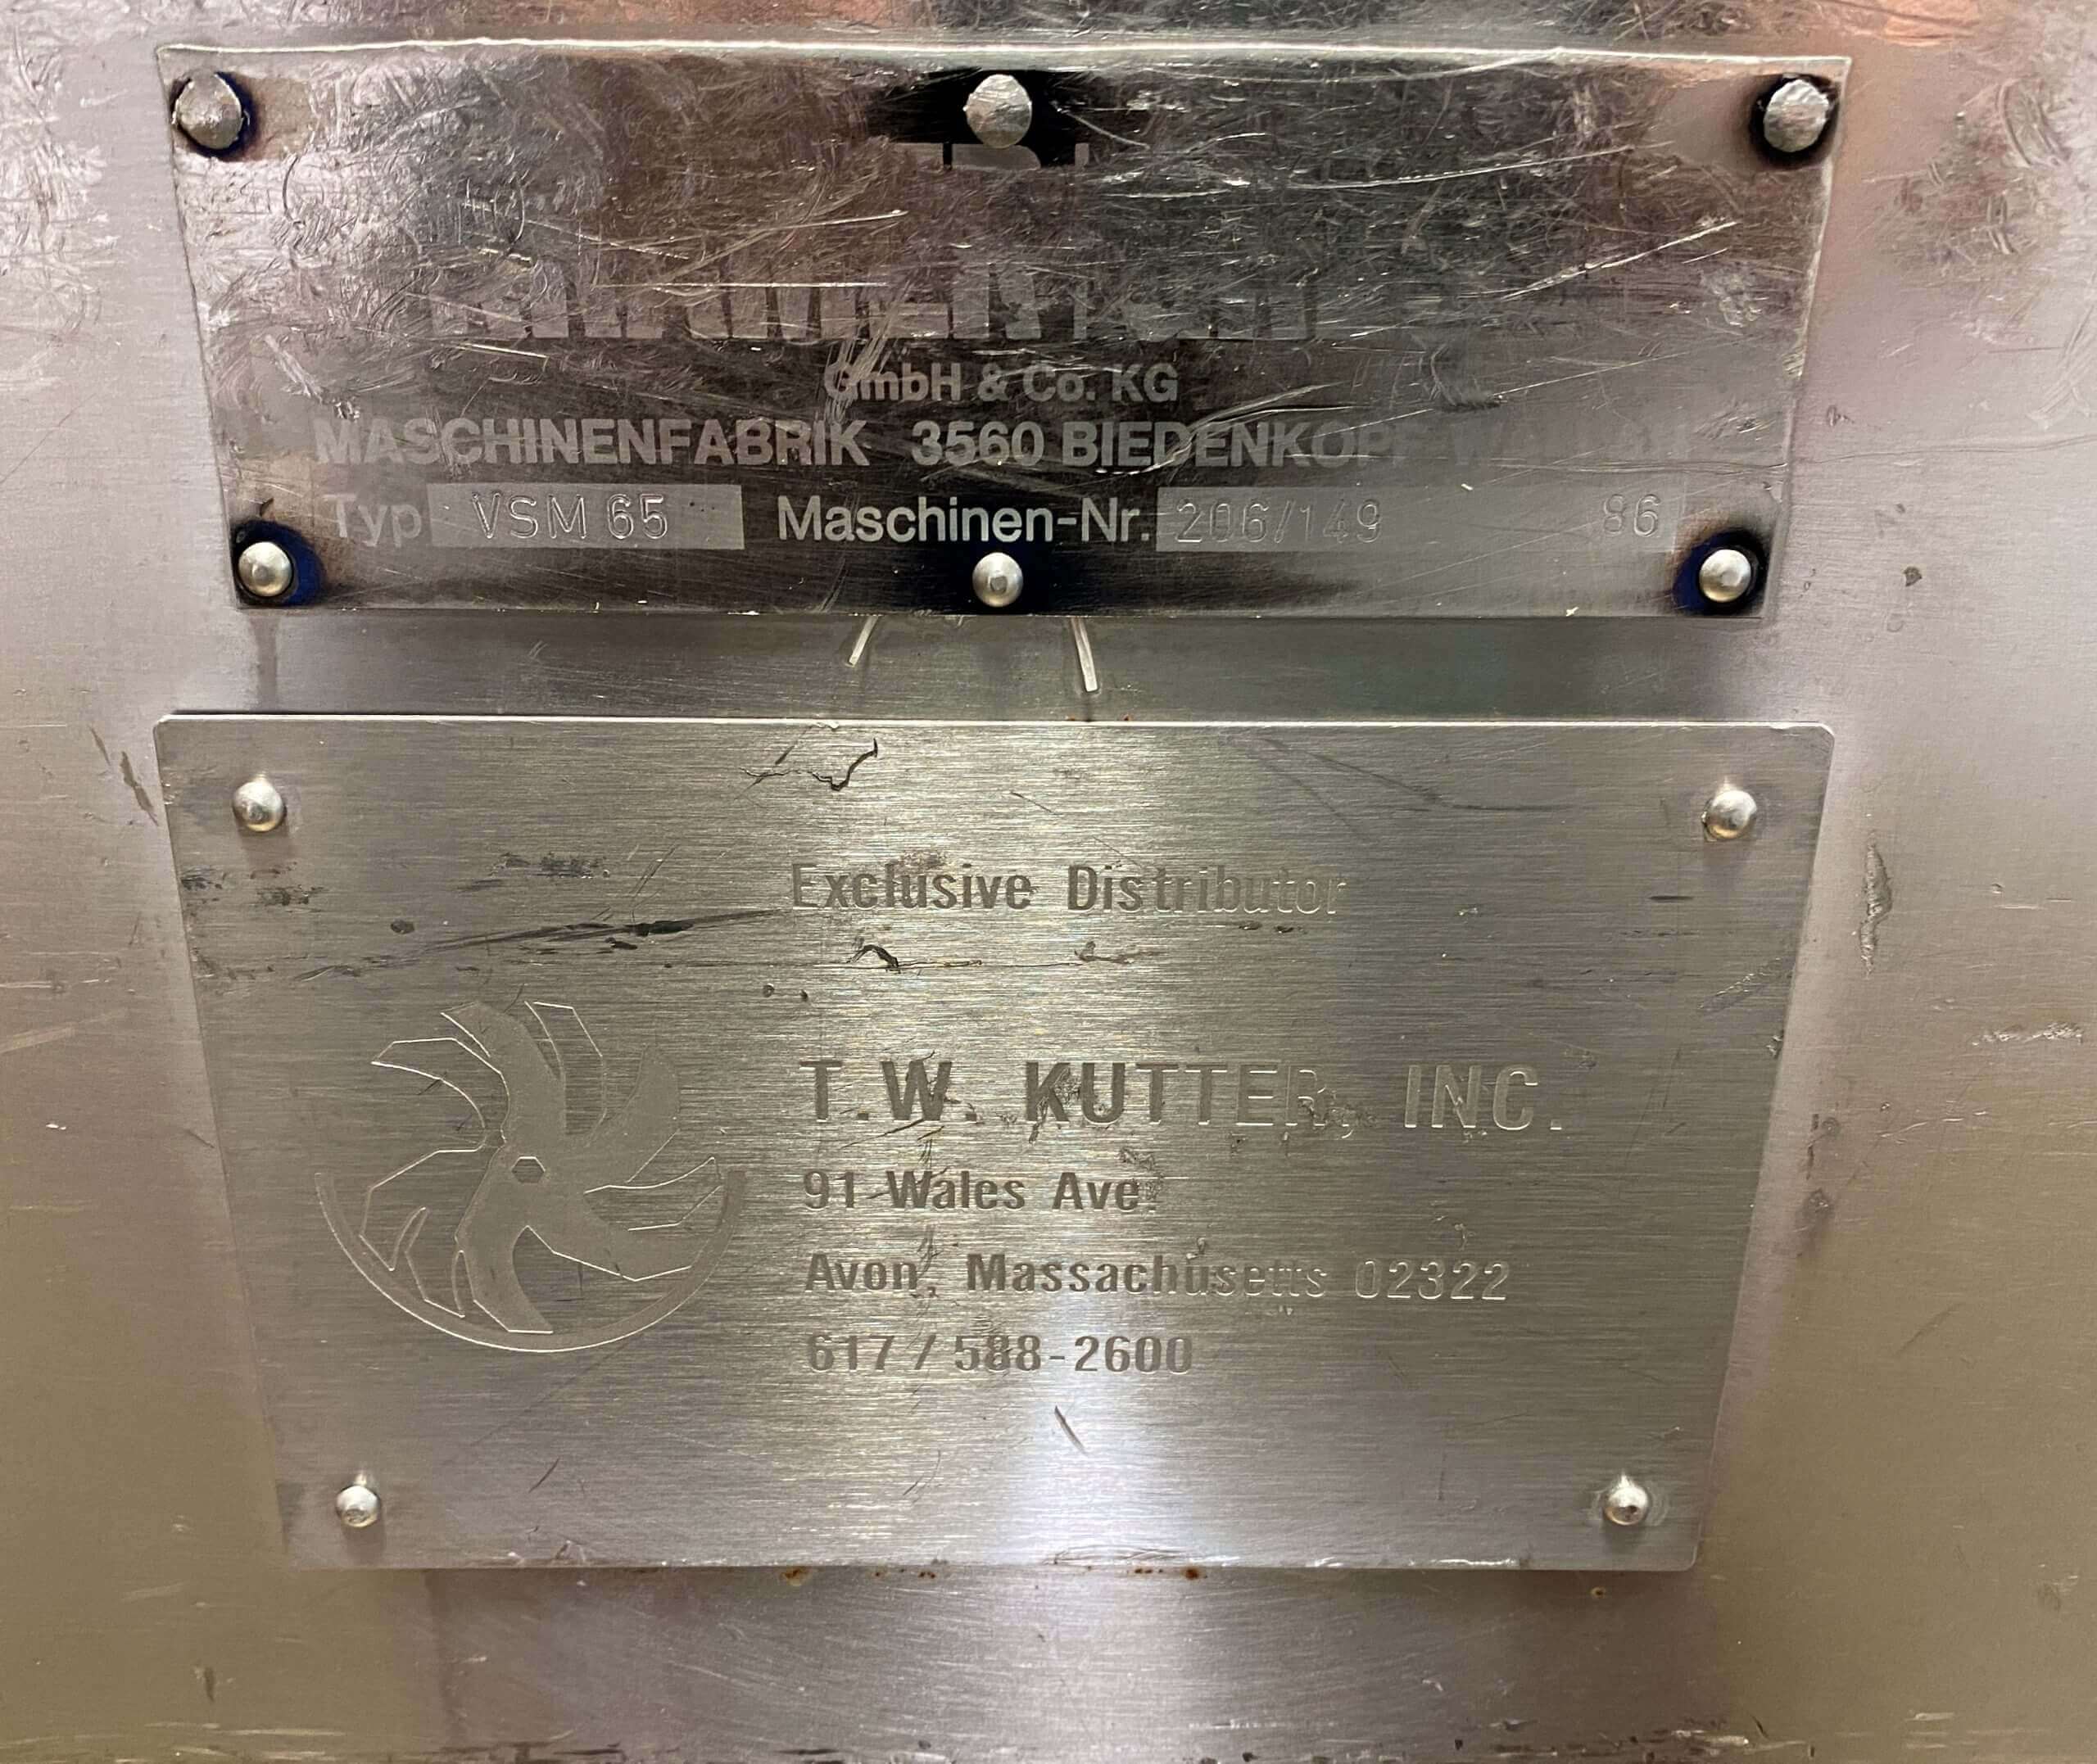 GmbH & Co. KG
MASCHINENFABRIK 3560 BIEDENKOPF
Typ VSM 65 Maschinen-Nr. 206/149 86
Exclusive Distributor
T.W. KUTTER, INC.
91 Wales Ave.
Avon, Massachusetts 02322
617 / 588-2600